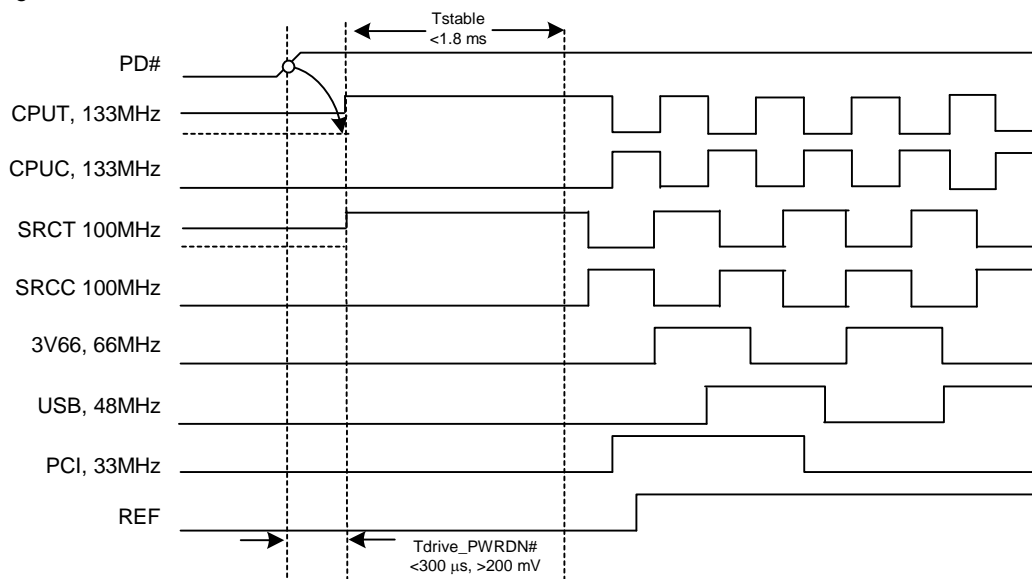 Tstable
<1.8 ms
PD#
CPUT, 133MHz
CPUC, 133MHz
SRCT 100MHz
SRCC 100MHz
3V66, 66MHz
USB, 48MHz
PCI, 33MHz
REF
Tdrive_PWRDN#
<300 μs, >200 mV